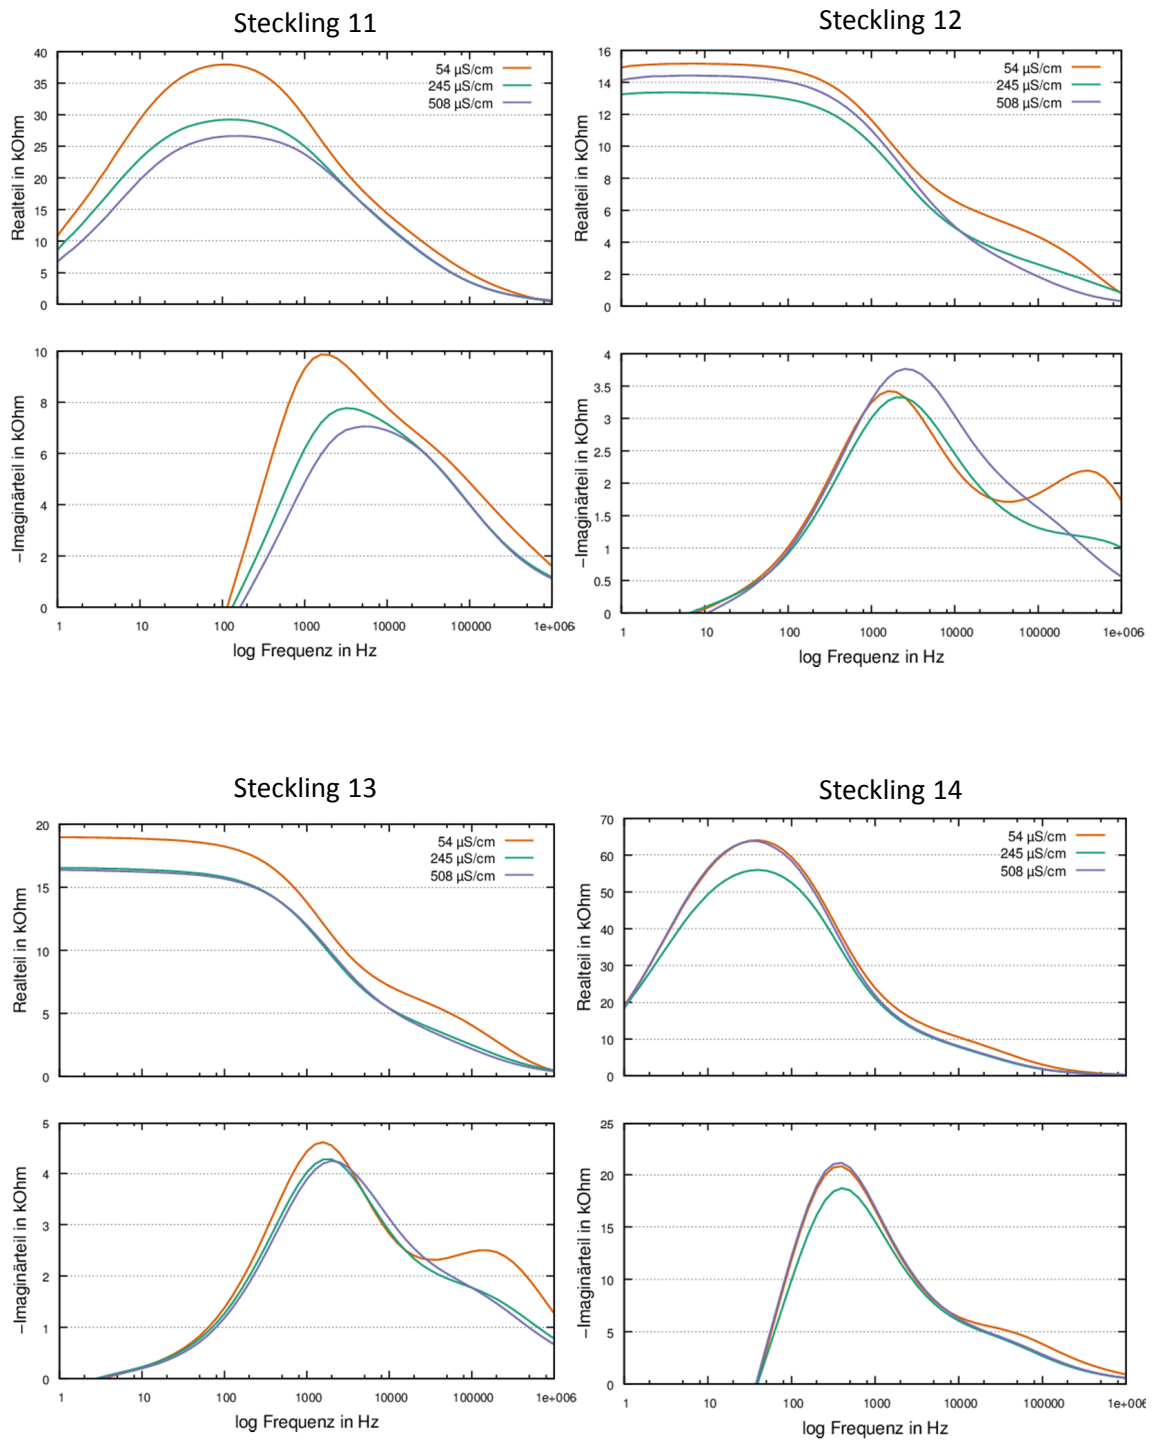 Steckling 11
40
35
30
25
20
15
10
5
0
Realteil in kOhm
54 µS/cm
245 µS/cm
508 µS/cm
10
8
6
4
2
0
−Imaginärteil in kOhm
1 10 100 1000 10000 100000 1e+006
log Frequenz in Hz
Steckling 12
16
14
12
10
8
6
4
2
0
Realteil in kOhm
54 µS/cm
245 µS/cm
508 µS/cm
4
3.5
3
2.5
2
1.5
1
0.5
0
−Imaginärteil in kOhm
1 10 100 1000 10000 100000 1e+006
log Frequenz in Hz
Steckling 13
20
15
10
5
0
Realteil in kOhm
54 µS/cm
245 µS/cm
508 µS/cm
5
4
3
2
1
0
−Imaginärteil in kOhm
1 10 100 1000 10000 100000 1e+006
log Frequenz in Hz
Steckling 14
70
60
50
40
30
20
10
0
Realteil in kOhm
54 µS/cm
245 µS/cm
508 µS/cm
25
20
15
10
5
0
−Imaginärteil in kOhm
1 10 100 1000 10000 100000 1e+006
log Frequenz in Hz